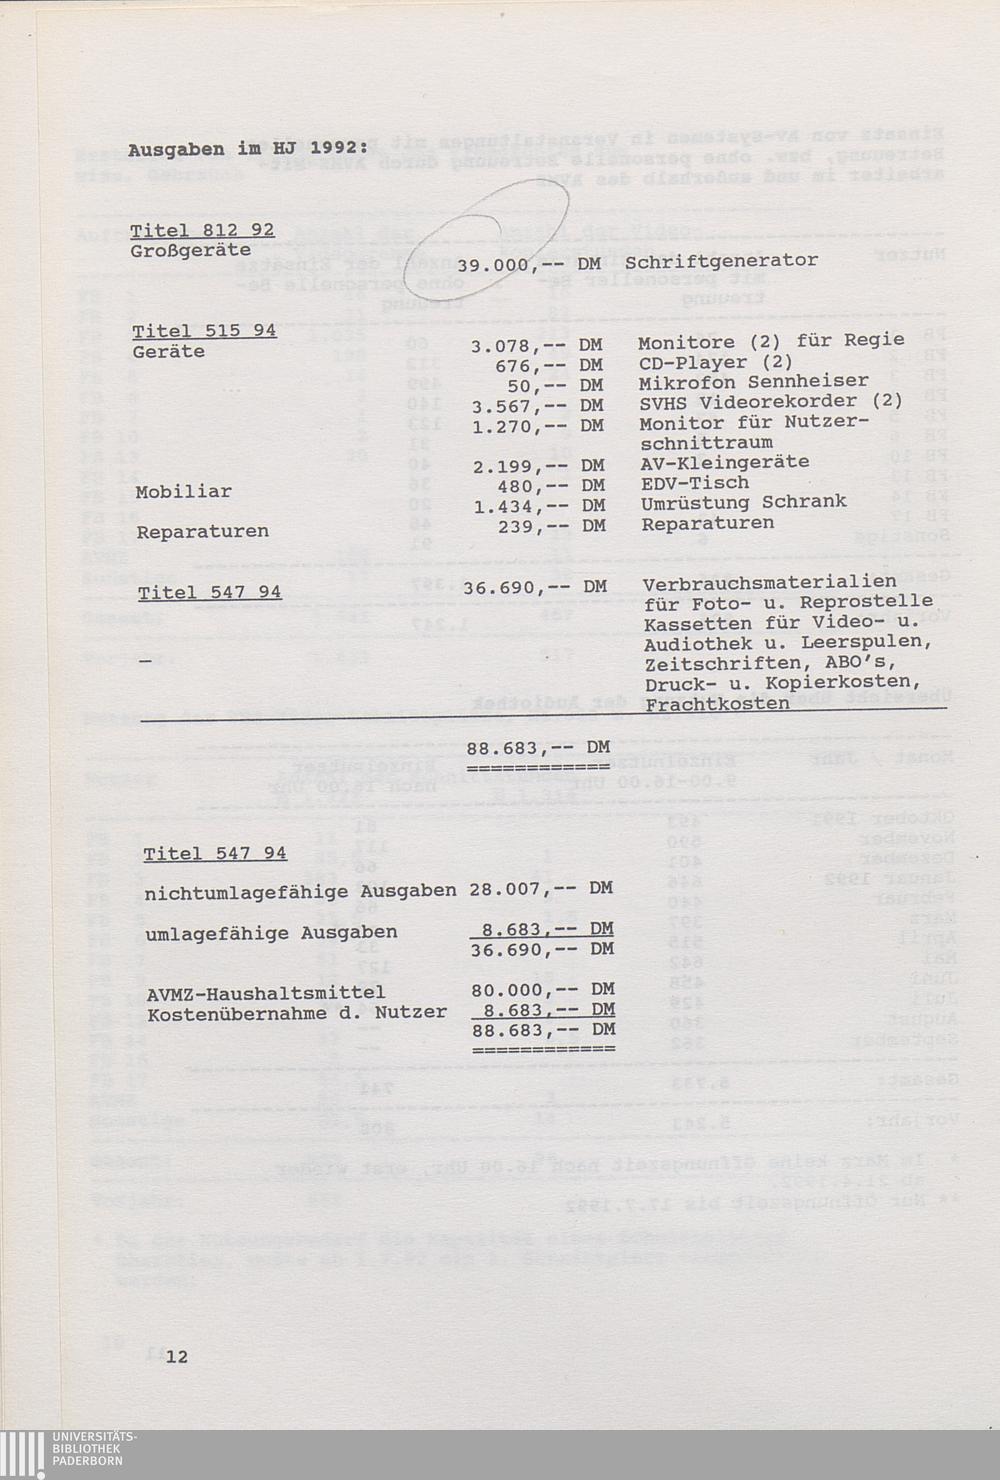 Ausgaben im HJ 1992:
Titel 812 92
Großgeräte
39.000,-- DM Schriftgenerator
Titel 515 94
Geräte 3.078,-- DM Monitore (2) für Regie
676,-- DM CD-Player (2)
50,-- DM Mikrofon Sennheiser
3.567,-- DM SVHS Videorekorder (2)
1.270,-- DM Monitor für Nutzer-
schnittraum
2.199,-- DM AV-Kleingeräte
Mobiliar 480,-- DM EDV-Tisch
1.434,-- DM Umrüstung Schrank
Reparaturen 239,-- DM Reparaturen
Titel 547 94 36.690,-- DM Verbrauchsmaterialien
für Foto- u. Reprostelle
Kassetten für Video- u.
Audiothek u. Leerspulen,
Zeitschriften, ABO's,
Druck- u. Kopierkosten,
Frachtkosten
88.683,-- DM
============
Titel 547 94
nichtumlagefähige Ausgaben 28.007,-- DM
umlagefähige Ausgaben 8.683,-- DM
36.690,-- DM
AVMZ-Haushaltsmittel 80.000,-- DM
Kostenübernahme d. Nutzer 8.683,-- DM
88.683,-- DM
============
12
UNIVERSITÄTS-
BIBLIOTHEK
PADERBORN